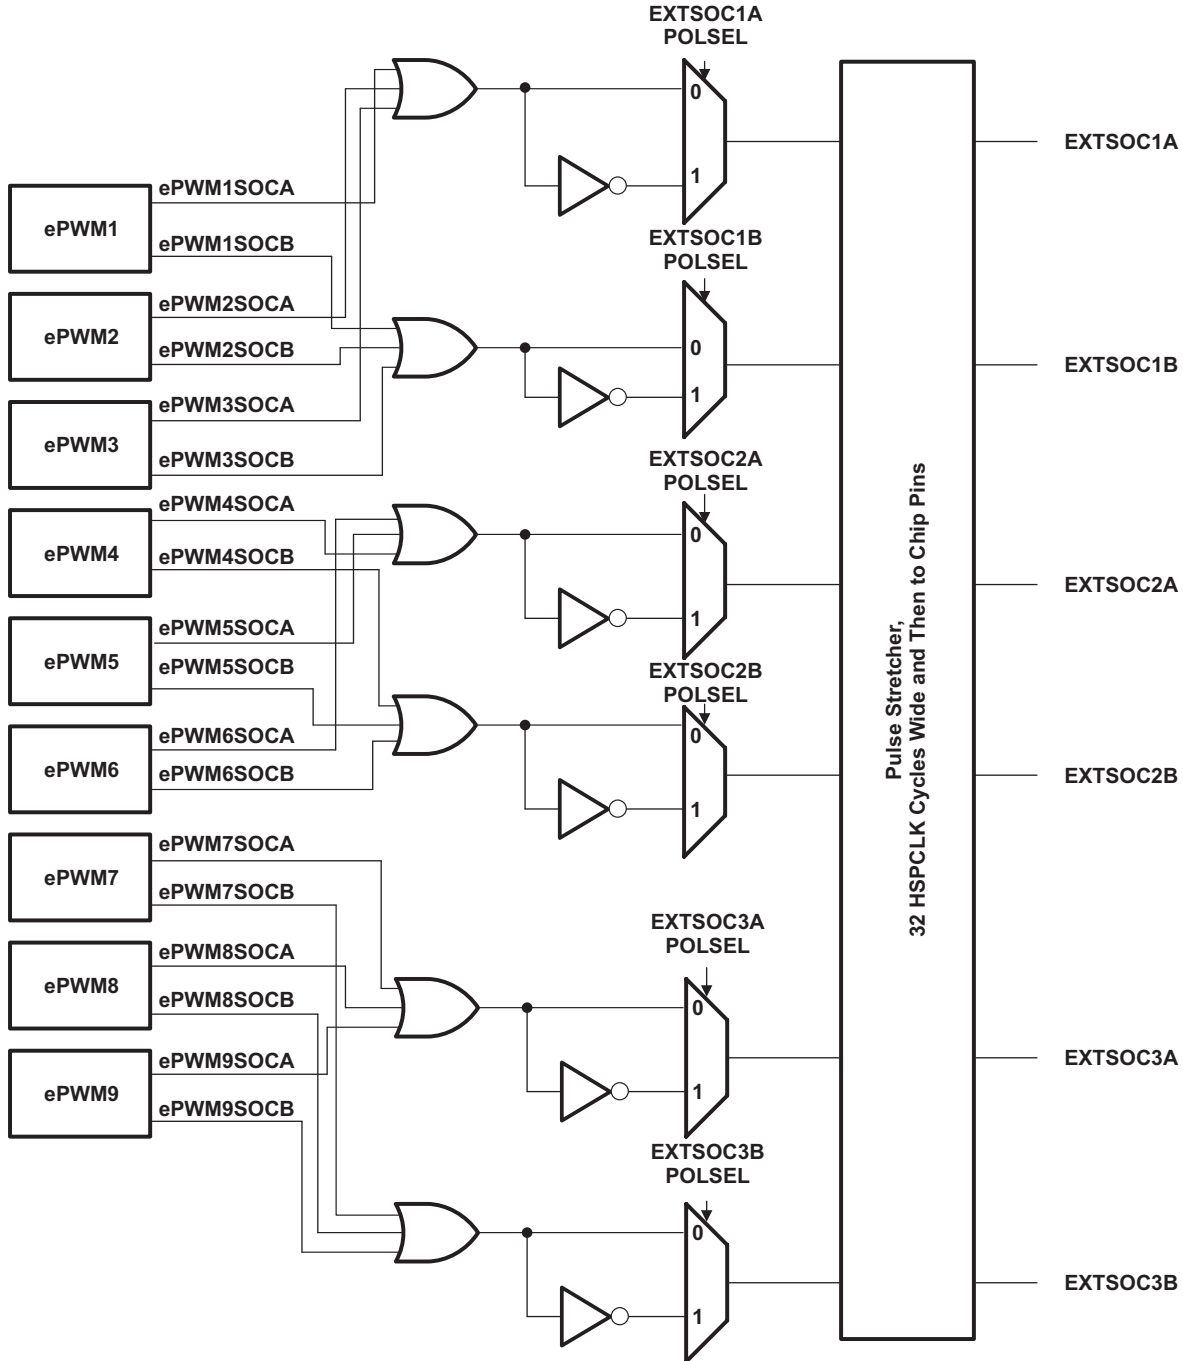 EXTSOC1A
POLSEL
0
1
EXTSOC1A
ePWM1
ePWM1SOCA
ePWM1SOCB
EXTSOC1B
POLSEL
0
1
EXTSOC1B
ePWM2
ePWM2SOCA
ePWM2SOCB
ePWM3
ePWM3SOCA
ePWM3SOCB
EXTSOC2A
POLSEL
0
1
EXTSOC2A
ePWM4
ePWM4SOCA
ePWM4SOCB
ePWM5
ePWM5SOCA
ePWM5SOCB
EXTSOC2B
POLSEL
0
1
EXTSOC2B
ePWM6
ePWM6SOCA
ePWM6SOCB
Pulse Stretcher,
32 HSPCLK Cycles Wide and Then to Chip Pins
ePWM7
ePWM7SOCA
ePWM7SOCB
EXTSOC3A
POLSEL
0
1
EXTSOC3A
ePWM8
ePWM8SOCA
ePWM8SOCB
ePWM9
ePWM9SOCA
ePWM9SOCB
EXTSOC3B
POLSEL
0
1
EXTSOC3B